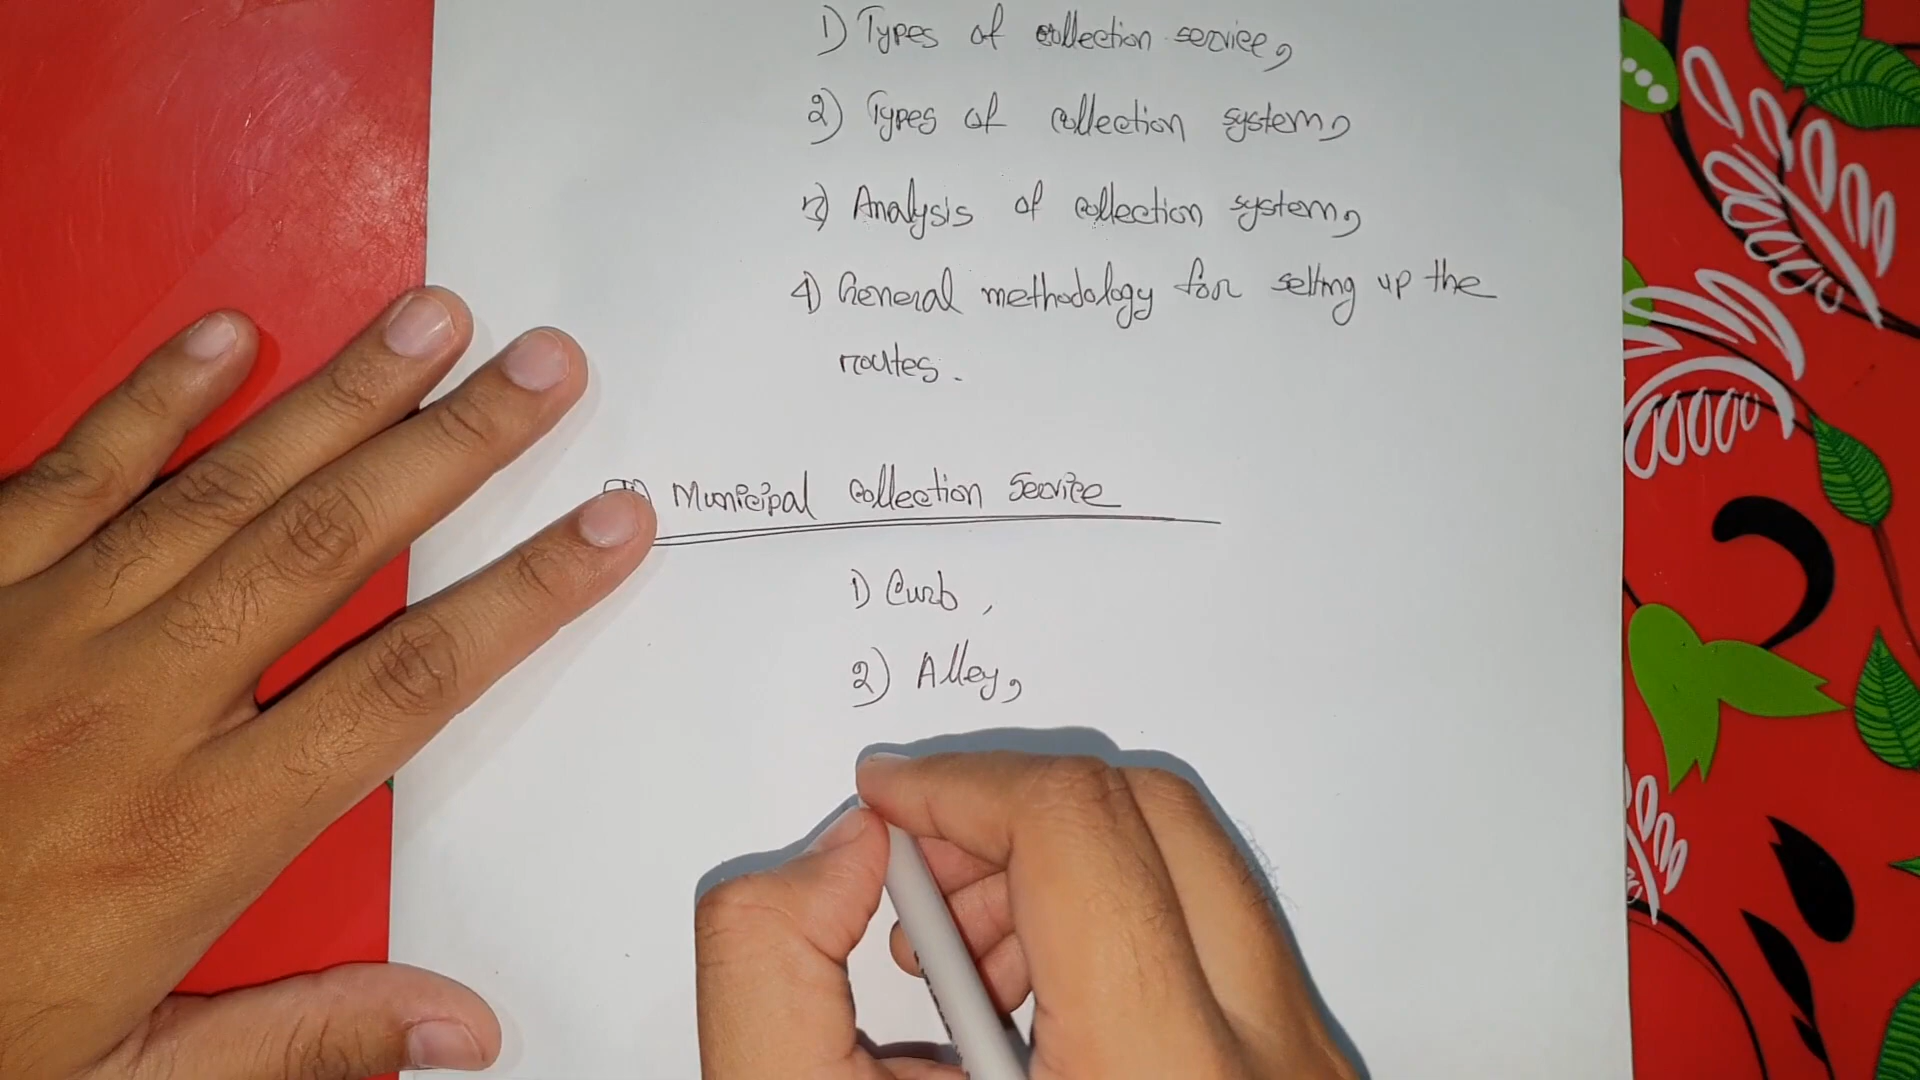 1) Types of collection service,
2) Types of collection system,
3) Analysis of collection system,
4) General methodology for setting up the
routes.
Municipal Collection Service
1) Curb,
2) Alley,